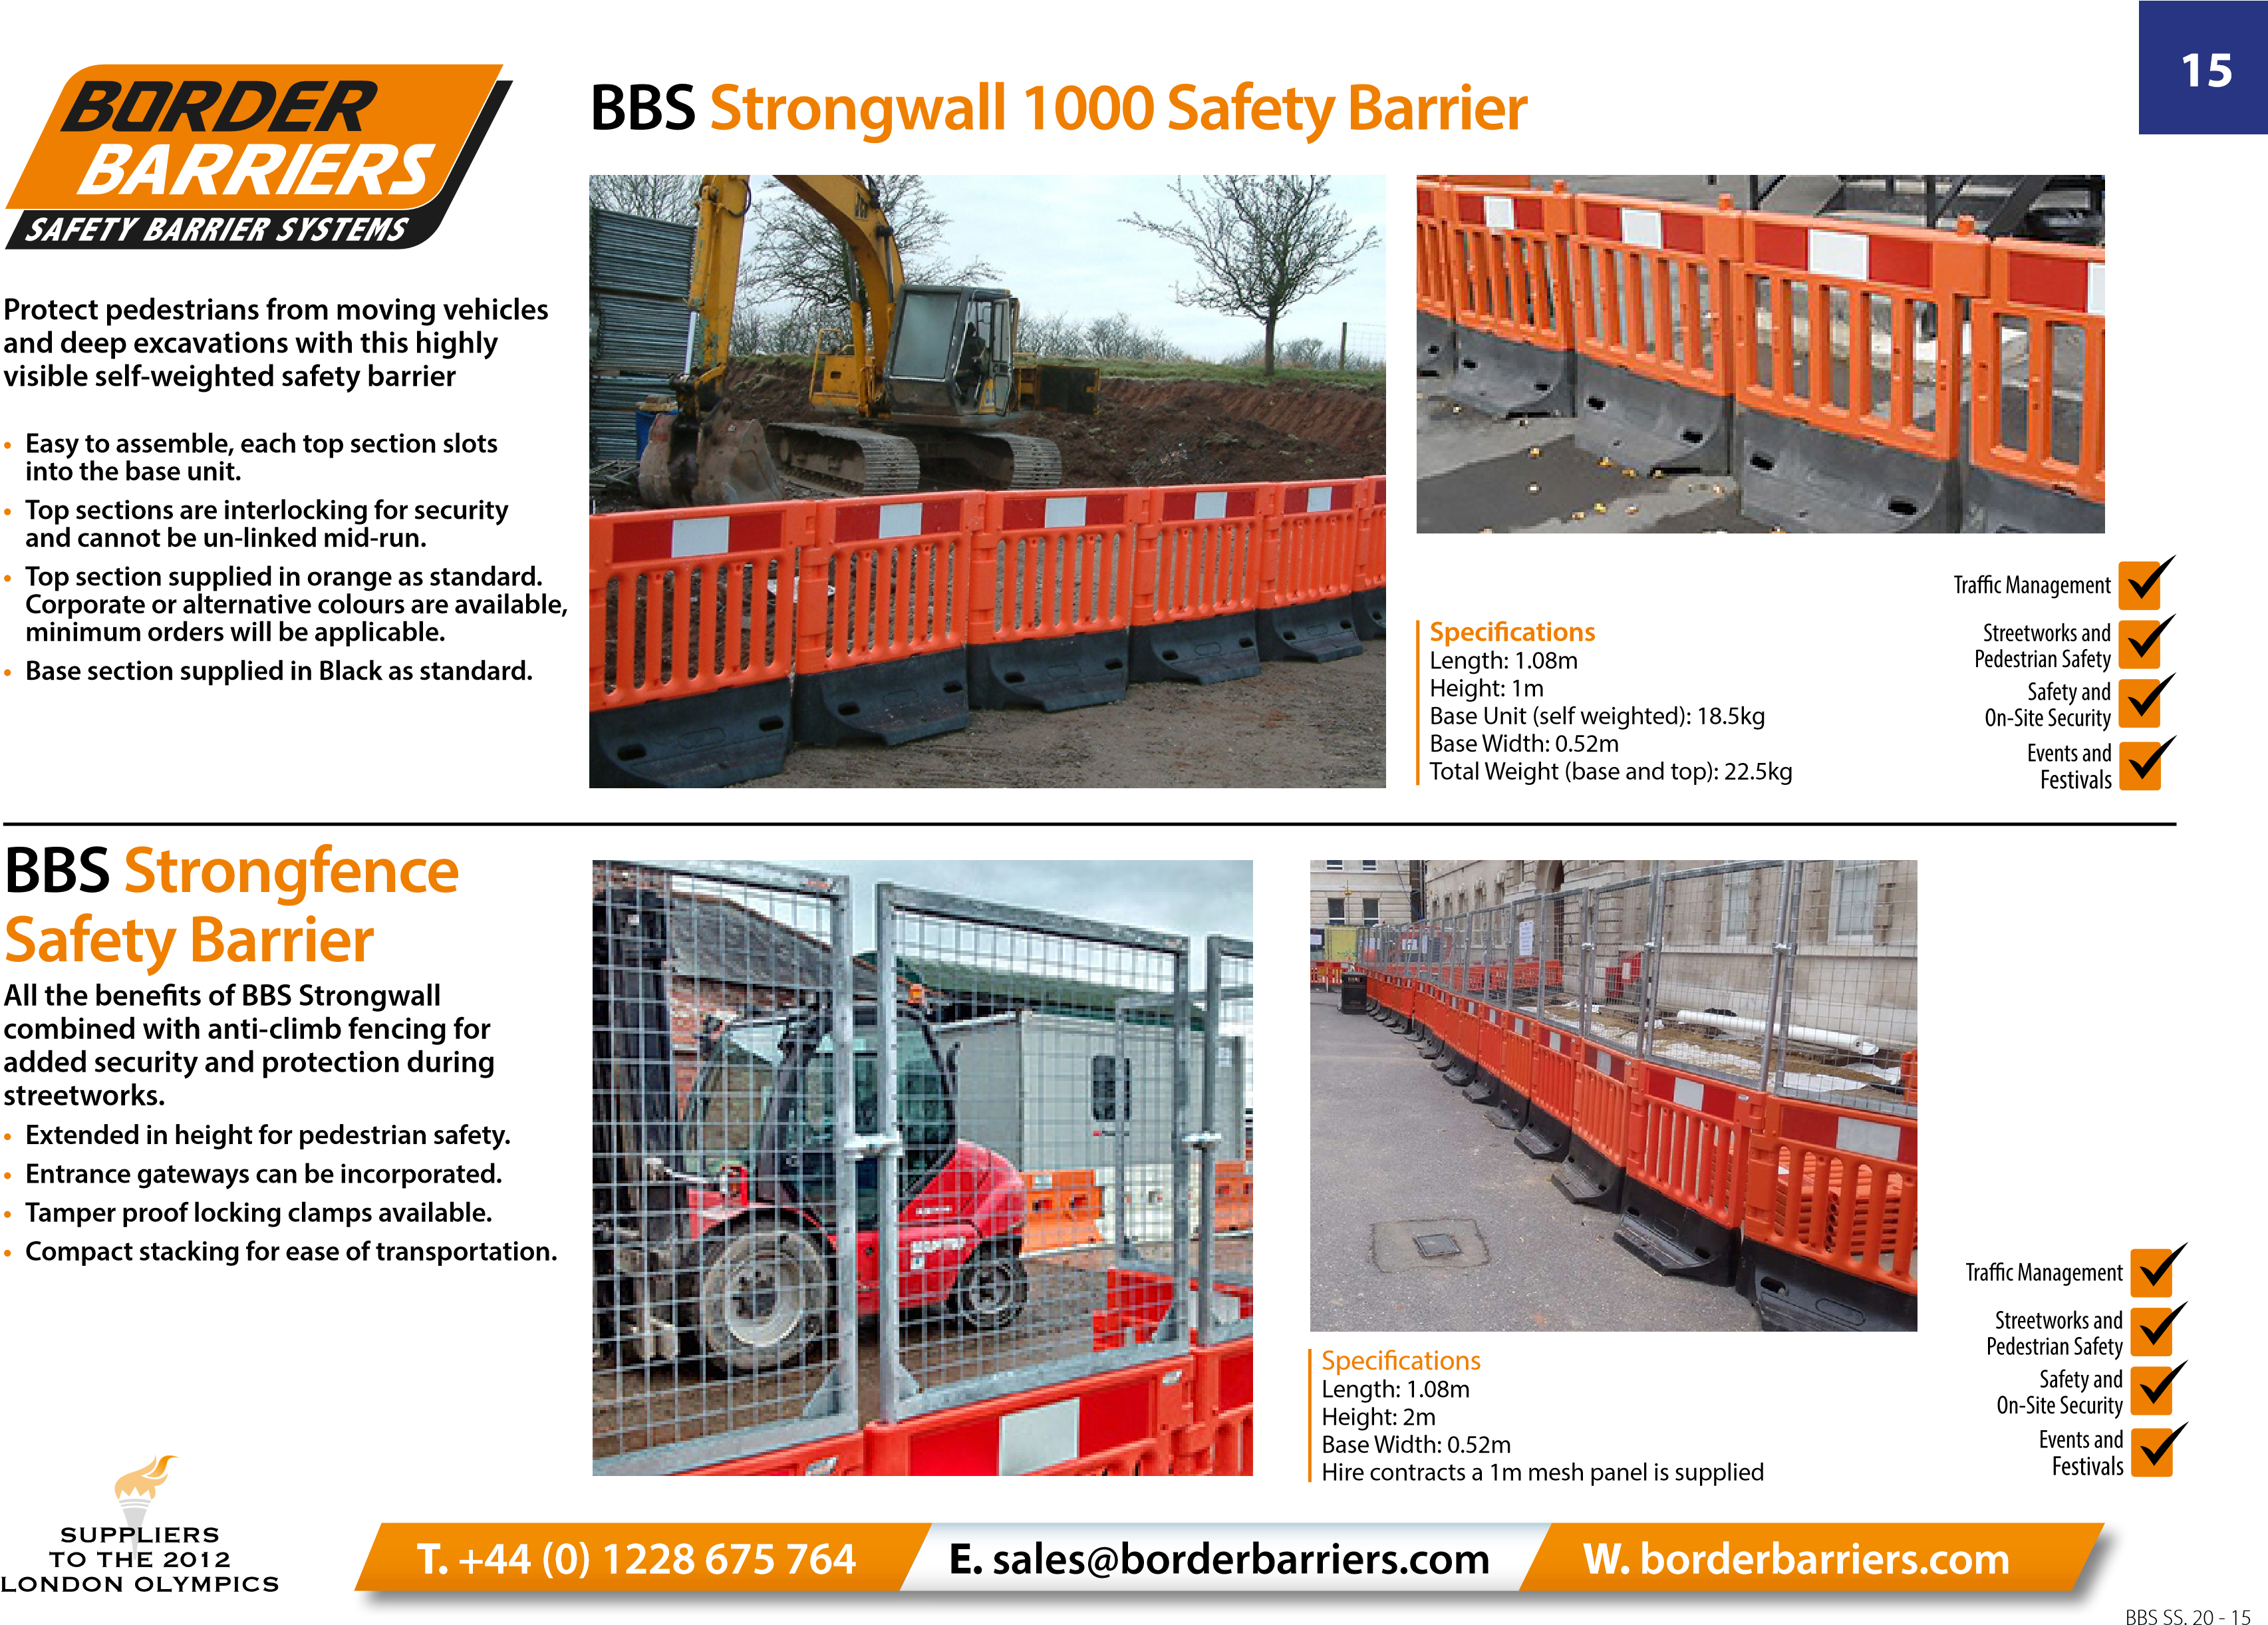 15
BORDER
BARRIERS
SAFETY BARRIER SYSTEMS
BBS Strongwall 1000 Safety Barrier
Protect pedestrians from moving vehicles
and deep excavations with this highly
visible self-weighted safety barrier
• Easy to assemble, each top section slots
into the base unit.
• Top sections are interlocking for security
and cannot be un-linked mid-run.
• Top section supplied in orange as standard.
Corporate or alternative colours are available,
minimum orders will be applicable.
• Base section supplied in Black as standard.
JCB
Specifications
Length: 1.08m
Height: 1m
Base Unit (self weighted): 18.5kg
Base Width: 0.52m
Total Weight (base and top): 22.5kg
Traffic Management
Streetworks and
Pedestrian Safety
Safety and
On-Site Security
Events and
Festivals
BBS Strongfence
Safety Barrier
All the benefits of BBS Strongwall
combined with anti-climb fencing for
added security and protection during
streetworks.
• Extended in height for pedestrian safety.
• Entrance gateways can be incorporated.
• Tamper proof locking clamps available.
• Compact stacking for ease of transportation.
Specifications
Length: 1.08m
Height: 2m
Base Width: 0.52m
Hire contracts a 1m mesh panel is supplied
Traffic Management
Streetworks and
Pedestrian Safety
Safety and
On-Site Security
Events and
Festivals
SUPPLIERS
TO THE 2012
LONDON OLYMPICS
T. +44 (0) 1228 675 764
E. sales@borderbarriers.com
W. borderbarriers.com
BBS SS. 20 - 15